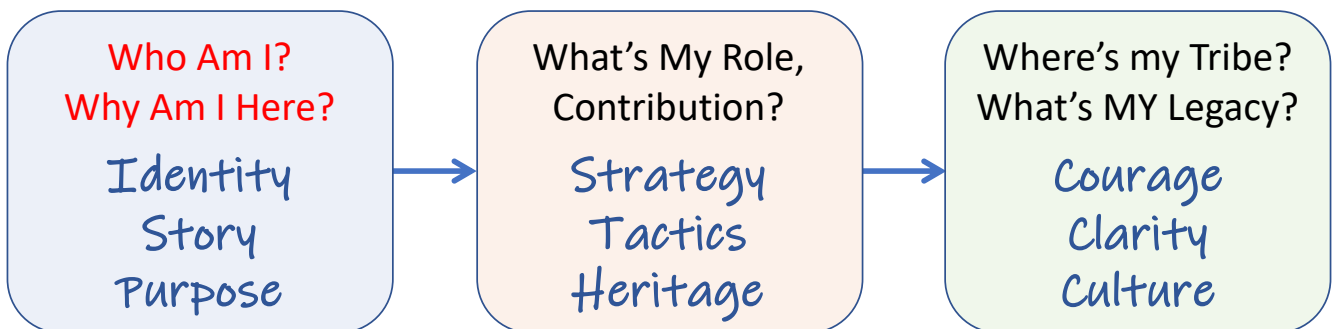 Who Am I?
Why Am I Here?
Identity
Story
Purpose
What’s My Role,
Contribution?
Strategy
Tactics
Heritage
Where’s my Tribe?
What’s MY Legacy?
Courage
Clarity
Culture